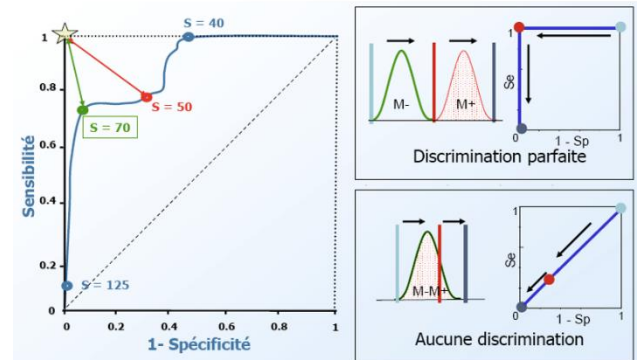 S = 40
1
0.8
0.6
0.4
0.2
0
S = 50
S = 70
S = 125
Sensibilité
0
0.2
0.4
0.6
0.8
1
1- Spécificité
M-
M+
1
Se
0
1 - Sp
1
Discrimination parfaite
M-M+
1
Se
0
1 - Sp
1
Aucune discrimination